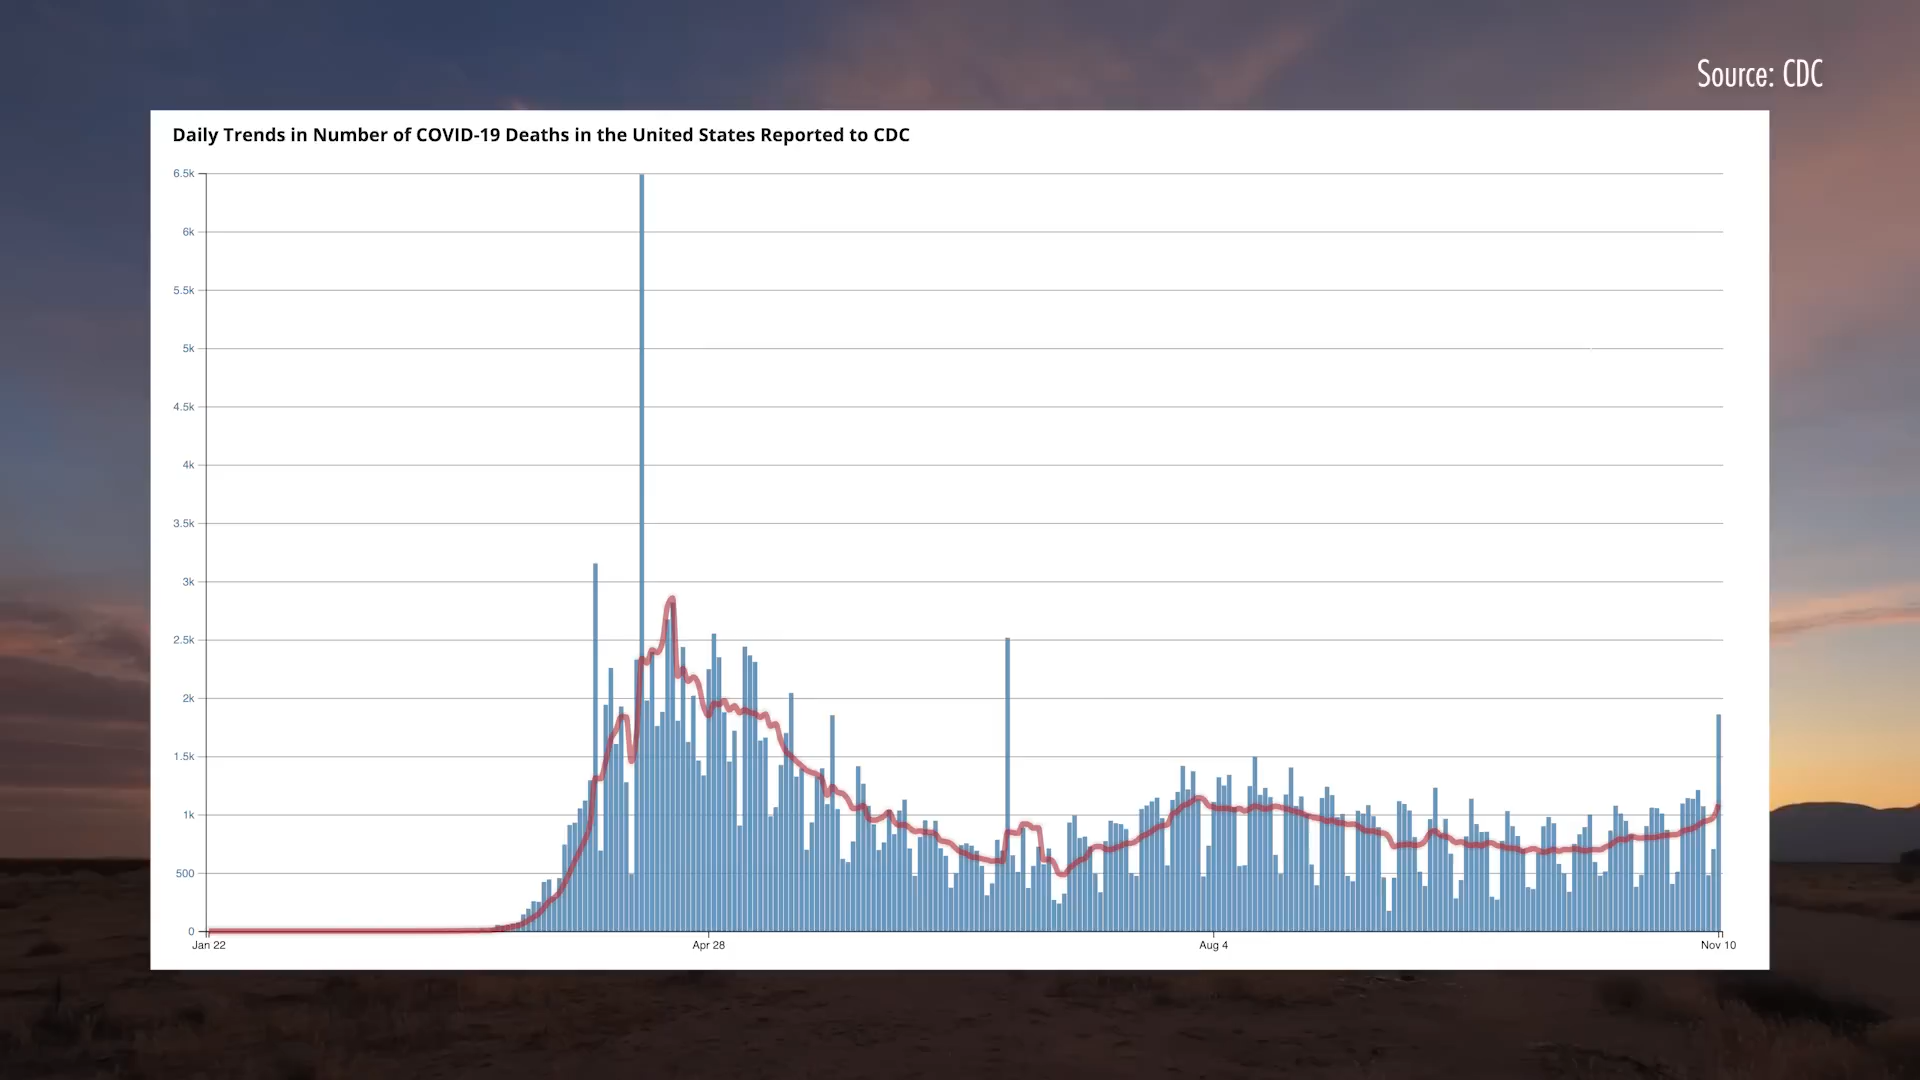 Source: CDC
Daily Trends in Number of COVID-19 Deaths in the United States Reported to CDC
6.5k
6k
5.5k
5k
4.5k
4k
3.5k
3k
2.5k
2k
1.5k
1k
500
0
Jan 22 Apr 28 Aug 4 Nov 10